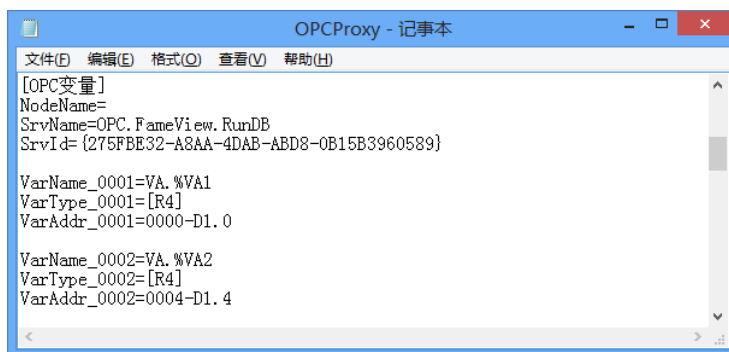 OPCProxy - 记事本
文件(F) 编辑(E) 格式(O) 查看(V) 帮助(H)
[OPC变量]
NodeName=
SrvName=OPC.FameView.RunDB
SrvId={275FBE32-A8AA-4DAB-ABD8-0B15B3960589}
VarName_0001=VA.%VA1
VarType_0001=[R4]
VarAddr_0001=0000-D1.0
VarName_0002=VA.%VA2
VarType_0002=[R4]
VarAddr_0002=0004-D1.4